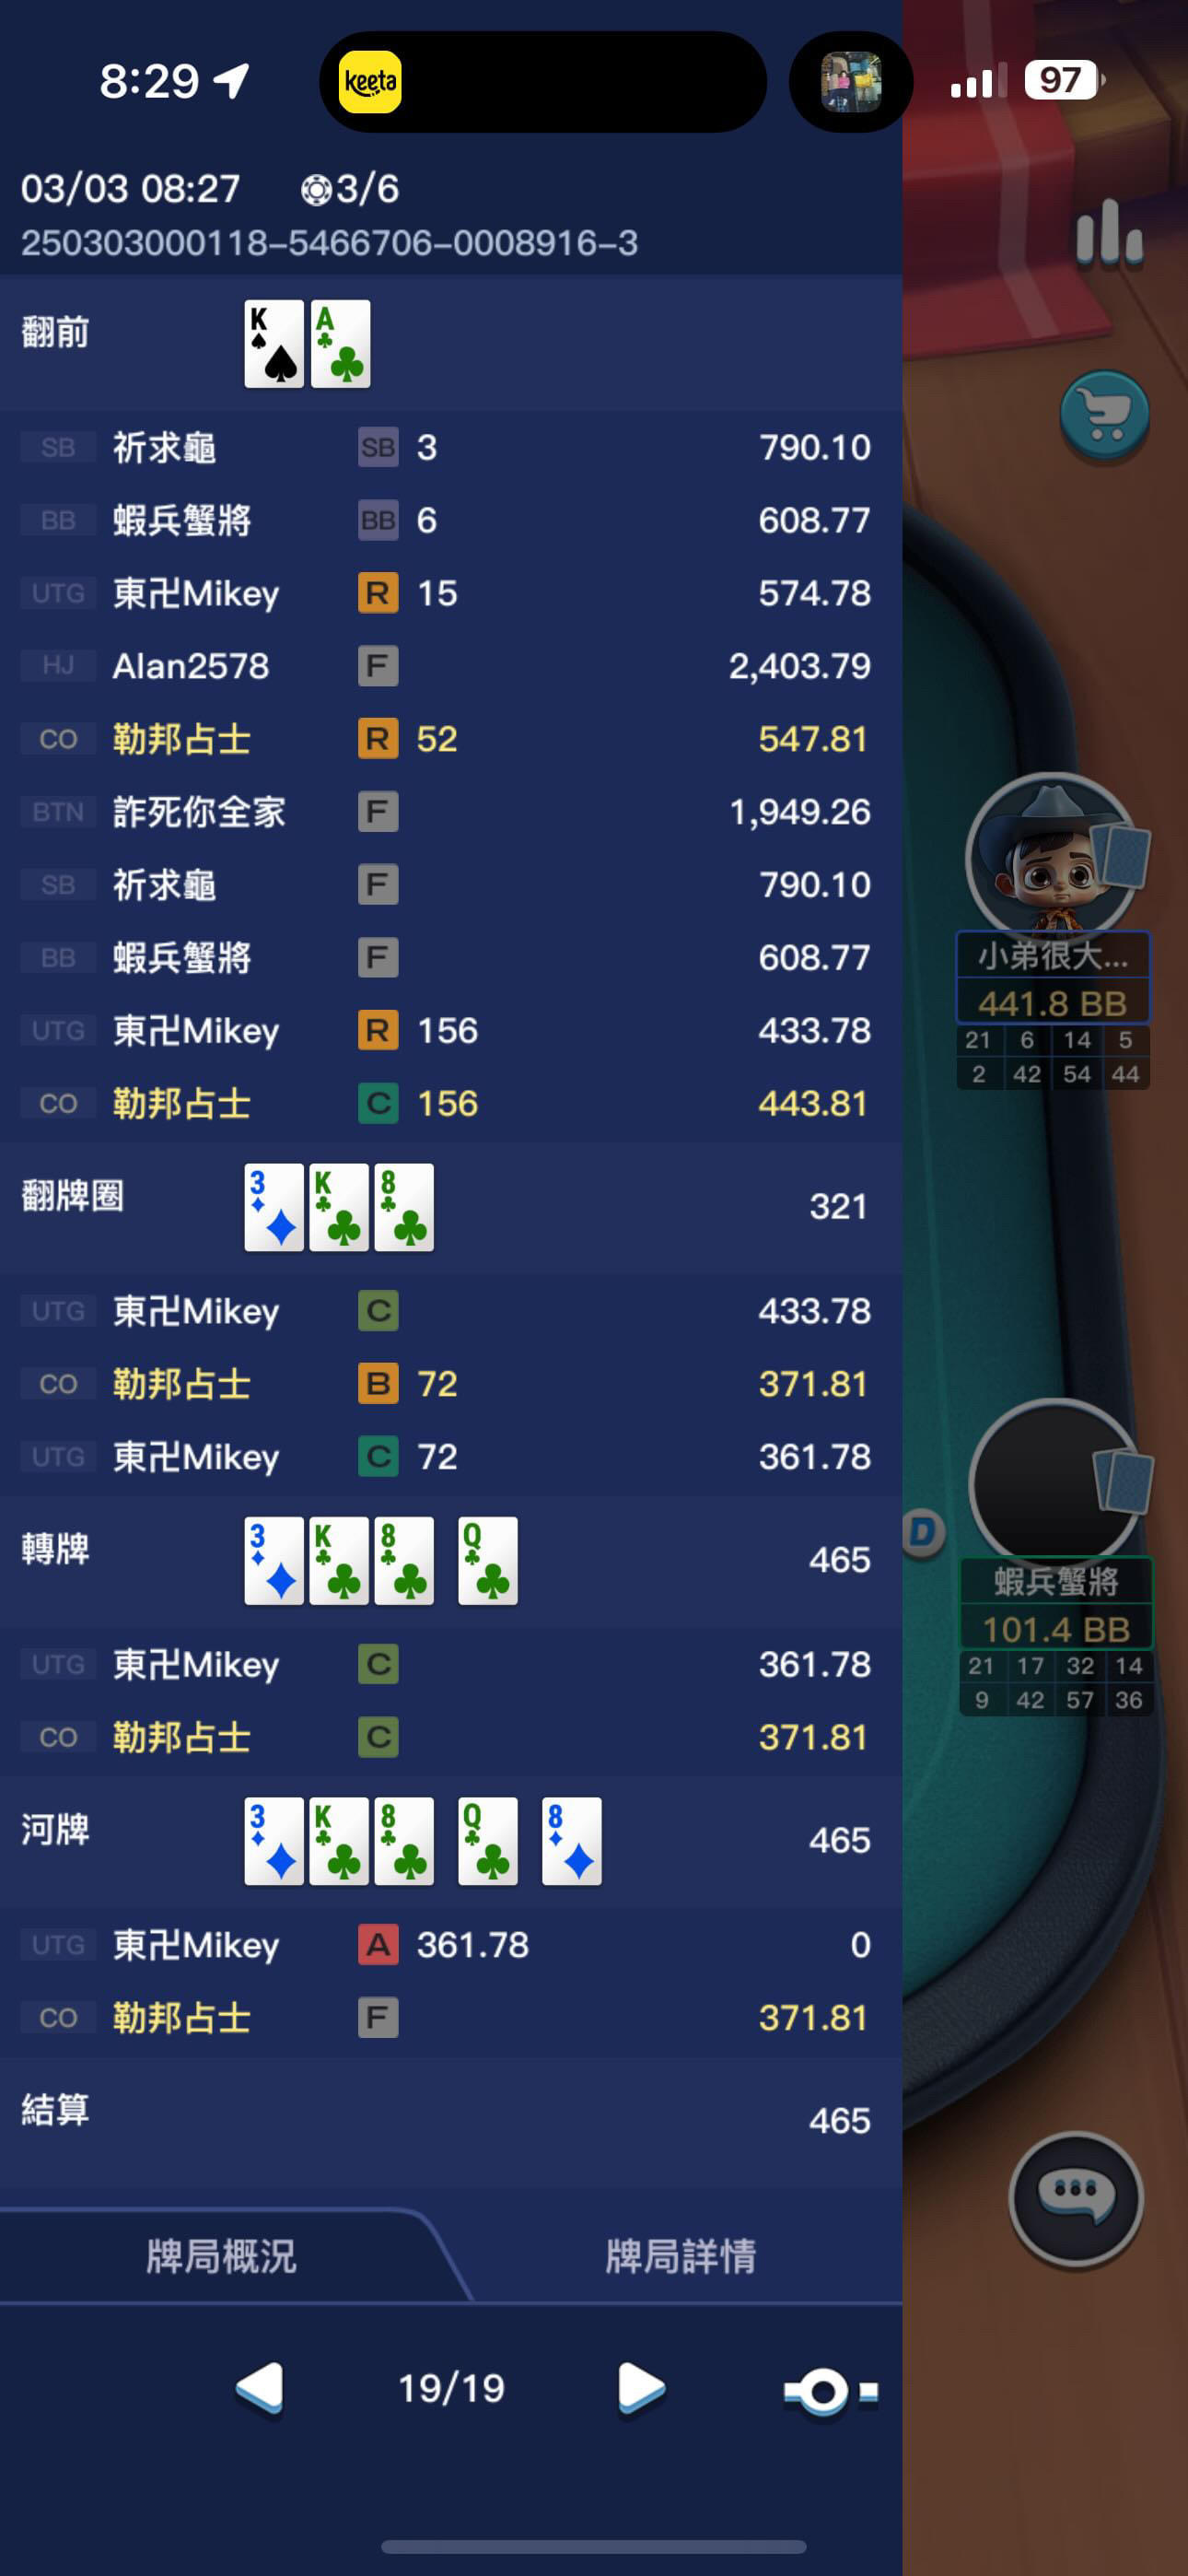 8:29 keeta 97
03/03 08:27 3/6
250303000118-5466706-0008916-3
翻前 K A
SB 祈求龜 SB 3 790.10
BB 蝦兵蟹將 BB 6 608.77
UTG 東卍Mikey R 15 574.78
HJ Alan2578 F 2,403.79
CO 勒邦占士 R 52 547.81
BTN 詐死你全家 F 1,949.26
SB 祈求龜 F 790.10
BB 蝦兵蟹將 F 608.77
UTG 東卍Mikey R 156 433.78
CO 勒邦占士 C 156 443.81
翻牌圈 3 K 8 321
UTG 東卍Mikey C 433.78
CO 勒邦占士 B 72 371.81
UTG 東卍Mikey C 72 361.78
轉牌 3 K 8 Q 465
UTG 東卍Mikey C 361.78
CO 勒邦占士 C 371.81
河牌 3 K 8 Q 8 465
UTG 東卍Mikey A 361.78 0
CO 勒邦占士 F 371.81
結算 465
牌局概況 牌局詳情
19/19
小弟很大...
441.8 BB
21 6 14 5
2 42 54 44
D
蝦兵蟹將
101.4 BB
21 17 32 14
9 42 57 36